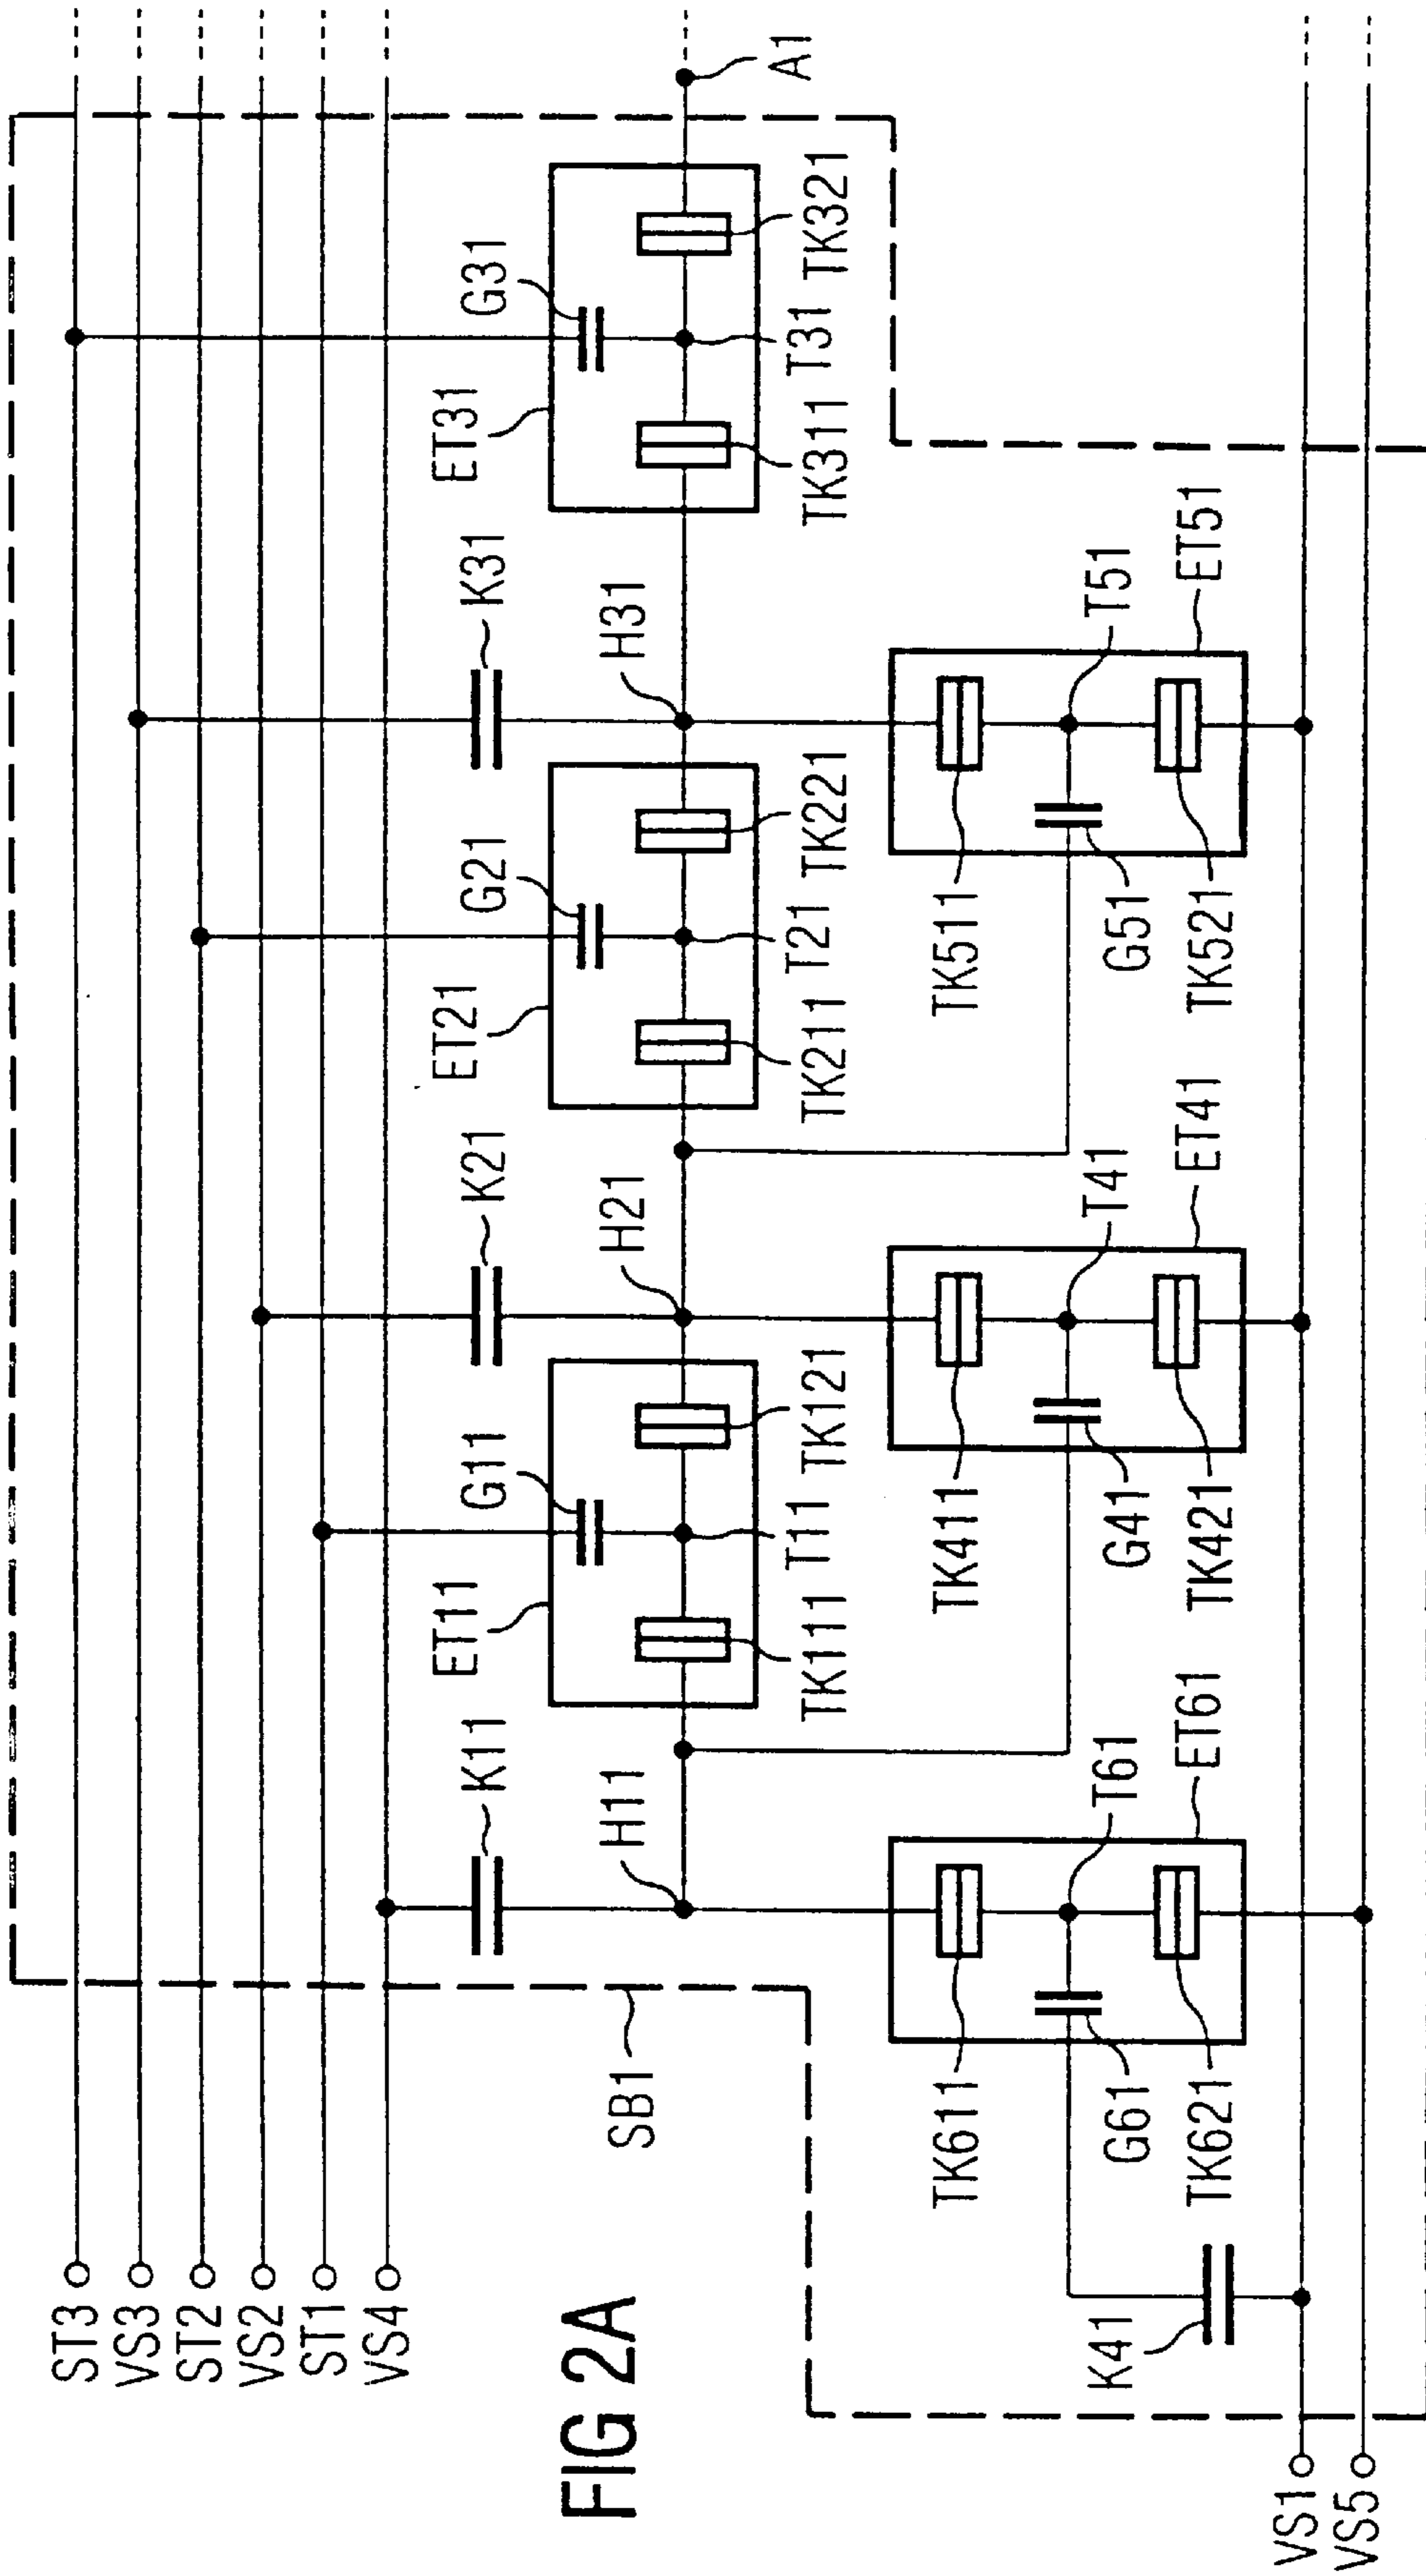 FIG 2A
ST3
VS3
ST2
VS2
ST1
VS4
K11
ET11
G11
K21
ET21
G21
K31
ET31
G31
SB1
H11
H21
H31
A1
TK111
T11
TK121
TK211
T21
TK221
TK311
T31
TK321
TK611
TK411
TK511
T61
T41
T51
G61
G41
G51
K41
TK621
ET61
TK421
ET41
TK521
ET51
VS1
VS5